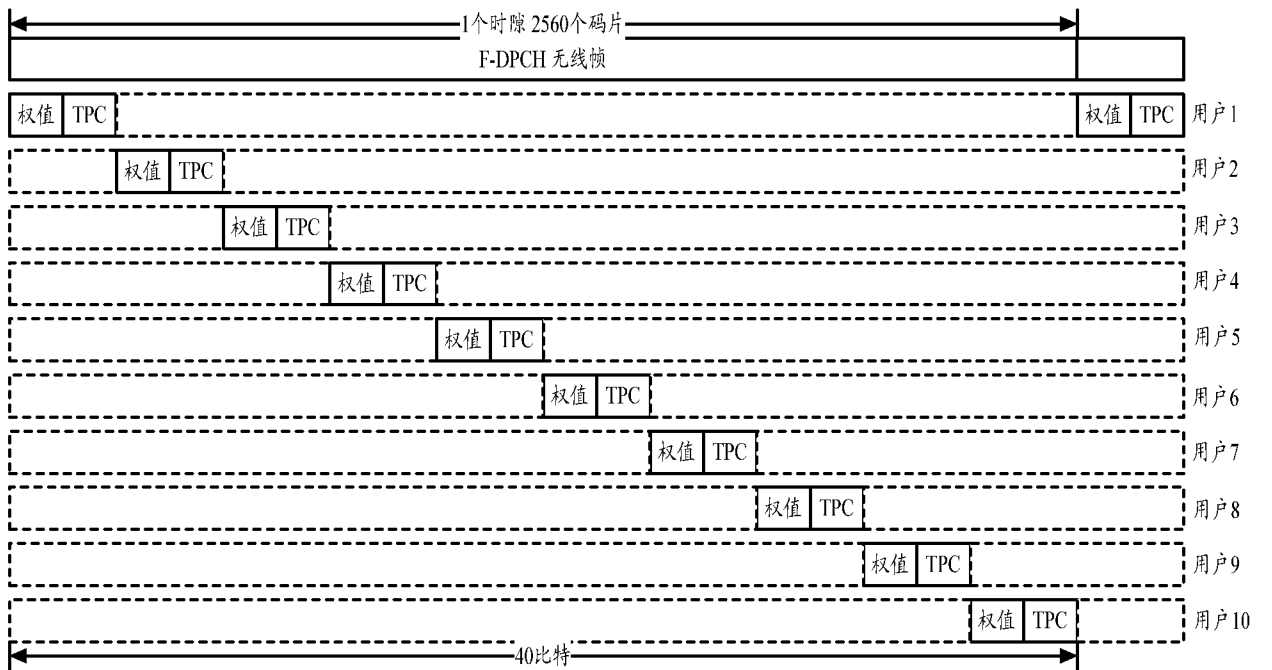 1个时隙 2560个码片
F-DPCH 无线帧
权值 TPC 权值 TPC 用户1
权值 TPC 用户2
权值 TPC 用户3
权值 TPC 用户4
权值 TPC 用户5
权值 TPC 用户6
权值 TPC 用户7
权值 TPC 用户8
权值 TPC 用户9
权值 TPC 用户10
40比特